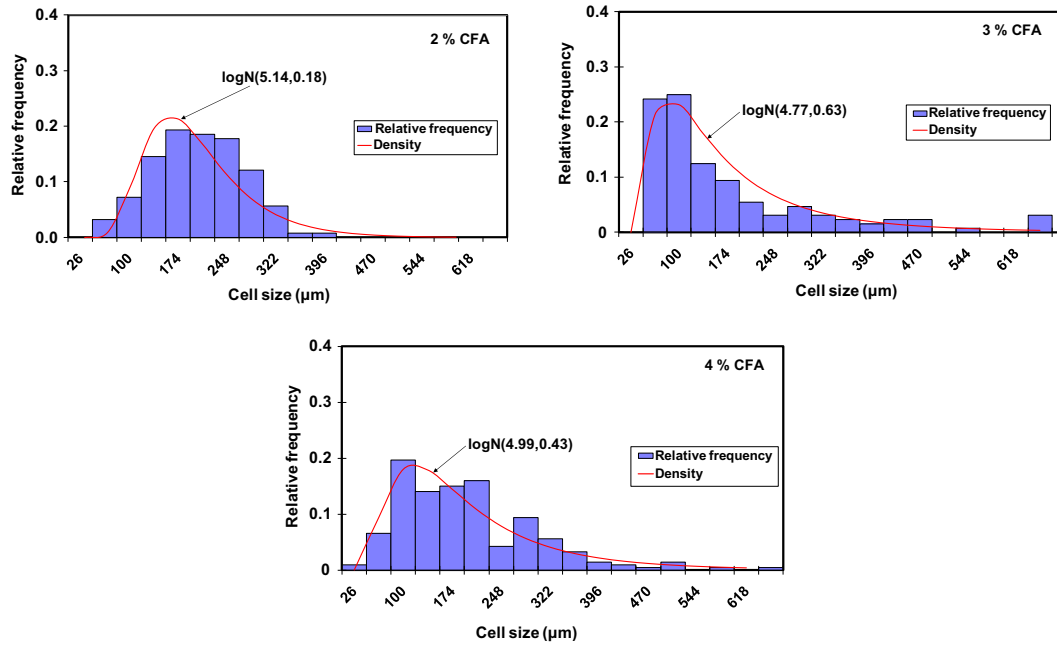 0.4
2 % CFA
0.3
logN(5.14,0.18)
0.2
Relative frequency
Density
0.1
0.0
Relative frequency
26 100 174 248 322 396 470 544 618
Cell size (µm)
0.4
3 % CFA
0.3
logN(4.77,0.63)
0.2
Relative frequency
Density
0.1
0
Relative frequency
26 100 174 248 322 396 470 544 618
Cell size (µm)
0.4
4 % CFA
0.3
logN(4.99,0.43)
0.2
Relative frequency
Density
0.1
0
Relative frequency
26 100 174 248 322 396 470 544 618
Cell size (µm)